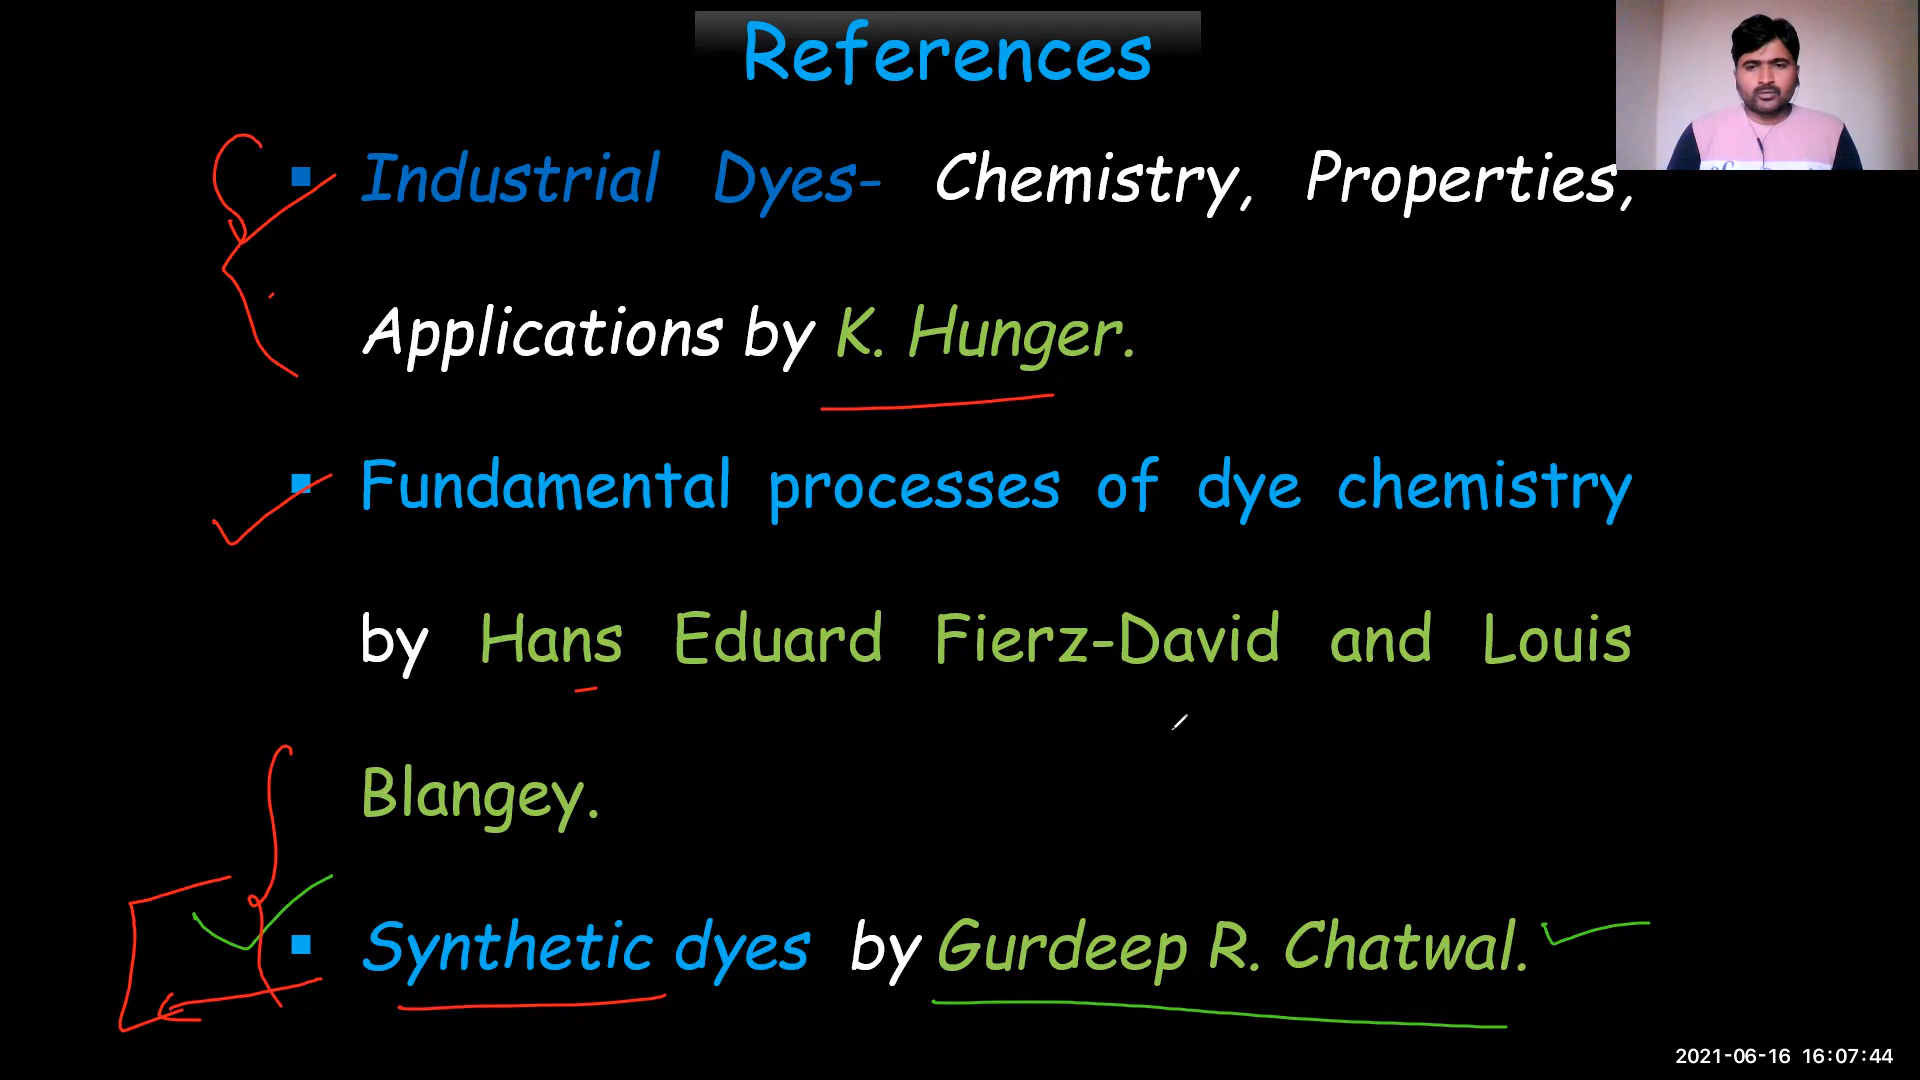 References
▪ Industrial Dyes- Chemistry, Properties,
Applications by K. Hunger.
▪ Fundamental processes of dye chemistry
by Hans Eduard Fierz-David and Louis
Blangey.
▪ Synthetic dyes by Gurdeep R. Chatwal.
2021-06-16 16:07:44